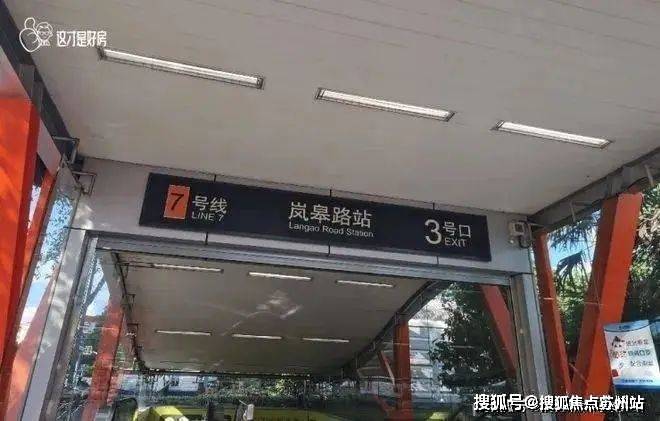 这才是好房
7 号线
LINE 7
岚皋路站
Langao Road Station
3号口
EXIT
搜狐号@搜狐焦点苏州站